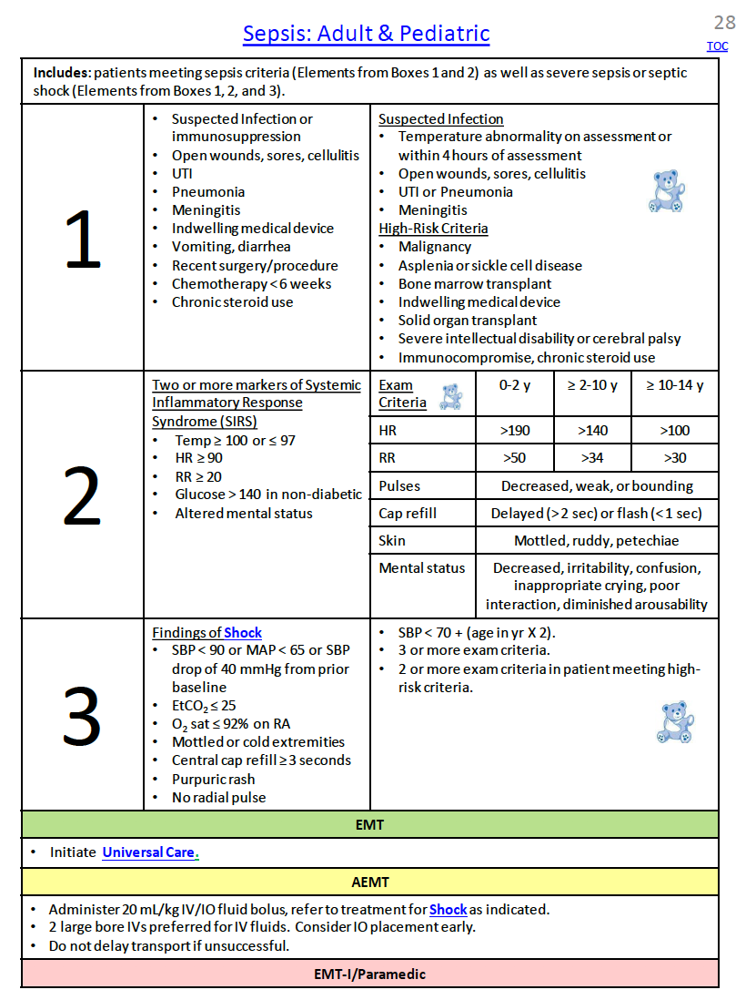 28
Sepsis: Adult & Pediatric
TOC
Includes: patients meeting sepsis criteria (Elements from Boxes 1 and 2) as well as severe sepsis or septic
shock (Elements from Boxes 1, 2, and 3).
1
• Suspected Infection or
immunosuppression
• Open wounds, sores, cellulitis
• UTI
• Pneumonia
• Meningitis
• Indwelling medical device
• Vomiting, diarrhea
• Recent surgery/procedure
• Chemotherapy < 6 weeks
• Chronic steroid use
Suspected Infection
• Temperature abnormality on assessment or
within 4 hours of assessment
• Open wounds, sores, cellulitis
• UTI or Pneumonia
• Meningitis
High-Risk Criteria
• Malignancy
• Asplenia or sickle cell disease
• Bone marrow transplant
• Indwelling medical device
• Solid organ transplant
• Severe intellectual disability or cerebral palsy
• Immunocompromise, chronic steroid use
2
Two or more markers of Systemic
Inflammatory Response
Syndrome (SIRS)
• Temp ≥ 100 or ≤ 97
• HR ≥ 90
• RR ≥ 20
• Glucose > 140 in non-diabetic
• Altered mental status
Exam
Criteria
0-2 y
≥ 2-10 y
≥ 10-14 y
HR >190 >140 >100
RR >50 >34 >30
Pulses Decreased, weak, or bounding
Cap refill Delayed (> 2 sec) or flash (< 1 sec)
Skin Mottled, ruddy, petechiae
Mental status Decreased, irritability, confusion,
inappropriate crying, poor
interaction, diminished arousability
3
Findings of Shock
• SBP < 90 or MAP < 65 or SBP
drop of 40 mmHg from prior
baseline
• EtCO₂ ≤ 25
• O₂ sat ≤ 92% on RA
• Mottled or cold extremities
• Central cap refill ≥ 3 seconds
• Purpuric rash
• No radial pulse
• SBP < 70 + (age in yr X 2).
• 3 or more exam criteria.
• 2 or more exam criteria in patient meeting high-
risk criteria.
EMT
• Initiate Universal Care.
AEMT
• Administer 20 mL/kg IV/IO fluid bolus, refer to treatment for Shock as indicated.
• 2 large bore IVs preferred for IV fluids. Consider IO placement early.
• Do not delay transport if unsuccessful.
EMT-I/Paramedic